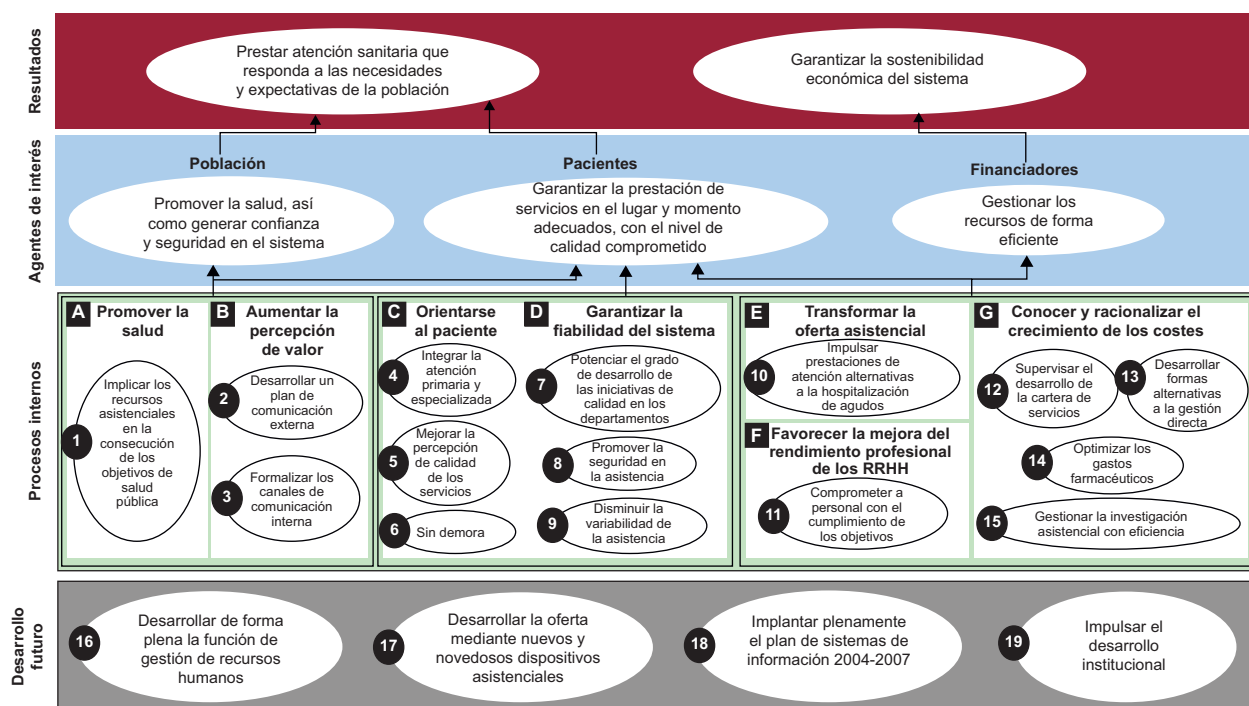 Resultados
Prestar atención sanitaria que
responda a las necesidades
y expectativas de la población
Garantizar la sostenibilidad
económica del sistema
Agentes de interés
Población
Promover la salud, así
como generar confianza
y seguridad en el sistema
Pacientes
Garantizar la prestación de
servicios en el lugar y momento
adecuados, con el nivel de
calidad comprometido
Financiadores
Gestionar los
recursos de forma
eficiente
Procesos internos
A Promover la
salud
1
Implicar los
recursos
asistenciales
en la
consecución
de los
objetivos de
salud
pública
B Aumentar la
percepción
de valor
2
Desarrollar un
plan de
comunicación
externa
3
Formalizar los
canales de
comunicación
interna
C Orientarse
al paciente
4
Integrar la
atención
primaria y
especializada
5
Mejorar la
percepción
de calidad
de los
servicios
6
Sin demora
D Garantizar la
fiabilidad del sistema
7
Potenciar el grado
de desarrollo de
las iniciativas de
calidad en los
departamentos
8
Promover la
seguridad en
la asistencia
9
Disminuir la
variabilidad de
la asistencia
E Transformar la
oferta asistencial
10
Impulsar
prestaciones de
atención alternativas
a la hospitalización
de agudos
F Favorecer la mejora del
rendimiento profesional
de los RRHH
11
Comprometer a
personal con el
cumplimiento de
los objetivos
G Conocer y racionalizar el
crecimiento de los costes
12
Supervisar el
desarrollo de
la cartera de
servicios
13
Desarrollar
formas
alternativas
a la gestión
directa
14
Optimizar los
gastos
farmacéuticos
15
Gestionar la investigación
asistencial con eficiencia
Desarrollo
futuro
16
Desarrollar de forma
plena la función de
gestión de recursos
humanos
17
Desarrollar la oferta
mediante nuevos y
novedosos dispositivos
asistenciales
18
Implantar plenamente
el plan de sistemas de
información 2004-2007
19
Impulsar el
desarrollo
institucional